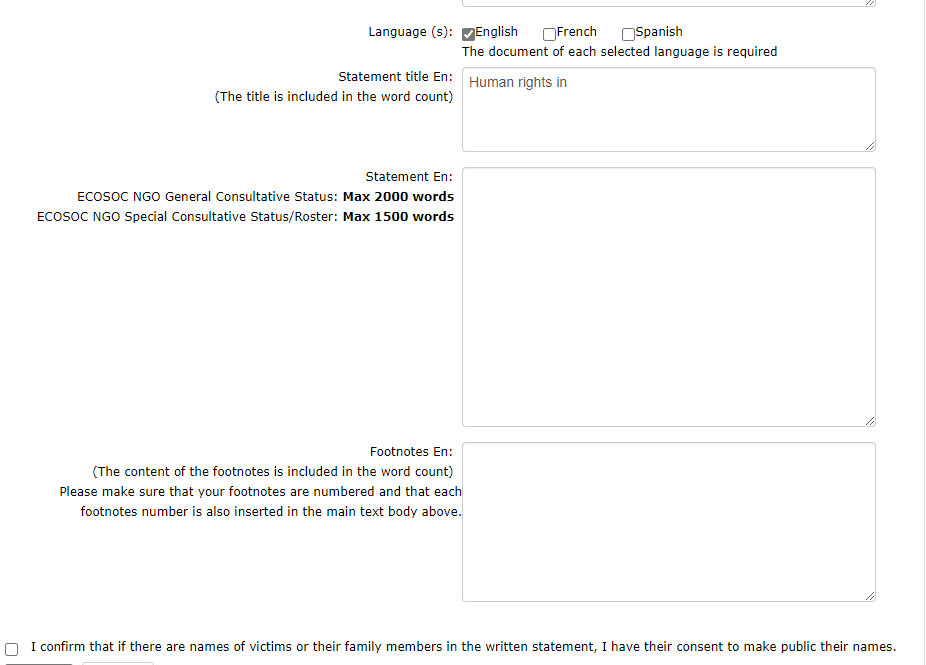 Language (s): English French Spanish
The document of each selected language is required
Statement title En: Human rights in
(The title is included in the word count)
Statement En:
ECOSOC NGO General Consultative Status: Max 2000 words
ECOSOC NGO Special Consultative Status/Roster: Max 1500 words
Footnotes En:
(The content of the footnotes is included in the word count)
Please make sure that your footnotes are numbered and that each
footnotes number is also inserted in the main text body above.
I confirm that if there are names of victims or their family members in the written statement, I have their consent to make public their names.